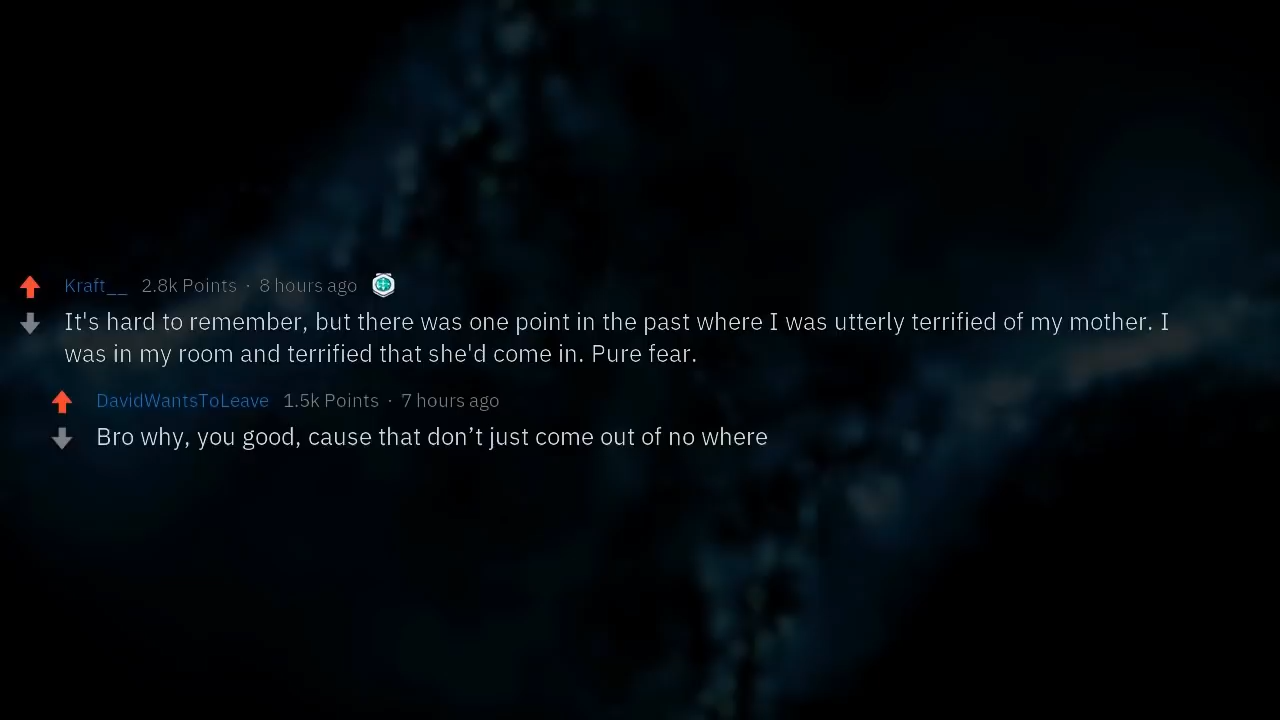 Kraft__ 2.8k Points · 8 hours ago
It's hard to remember, but there was one point in the past where I was utterly terrified of my mother. I
was in my room and terrified that she'd come in. Pure fear.
DavidWantsToLeave 1.5k Points · 7 hours ago
Bro why, you good, cause that don’t just come out of no where